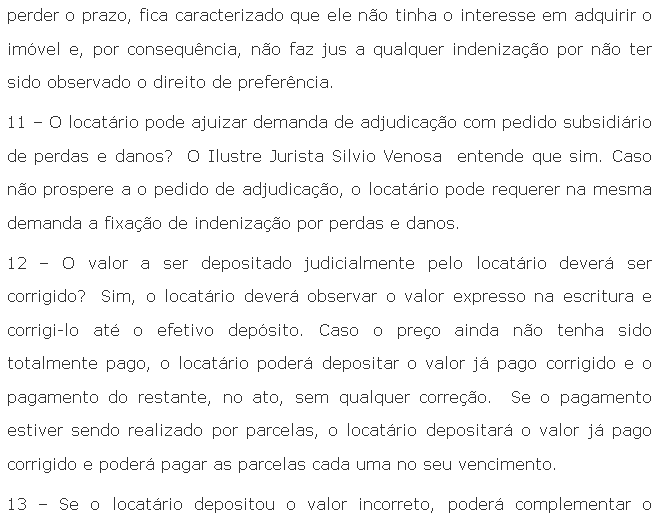 perder o prazo, fica caracterizado que ele não tinha o interesse em adquirir o
imóvel e, por consequência, não faz jus a qualquer indenização por não ter
sido observado o direito de preferência.
11 – O locatário pode ajuizar demanda de adjudicação com pedido subsidiário
de perdas e danos?  O Ilustre Jurista Silvio Venosa  entende que sim. Caso
não prospere a o pedido de adjudicação, o locatário pode requerer na mesma
demanda a fixação de indenização por perdas e danos.
12 – O valor a ser depositado judicialmente pelo locatário deverá ser
corrigido?  Sim, o locatário deverá observar o valor expresso na escritura e
corrigi-lo até o efetivo depósito. Caso o preço ainda não tenha sido
totalmente pago, o locatário poderá depositar o valor já pago corrigido e o
pagamento do restante, no ato, sem qualquer correção.  Se o pagamento
estiver sendo realizado por parcelas, o locatário depositará o valor já pago
corrigido e poderá pagar as parcelas cada uma no seu vencimento.
13 – Se o locatário depositou o valor incorreto, poderá complementar o